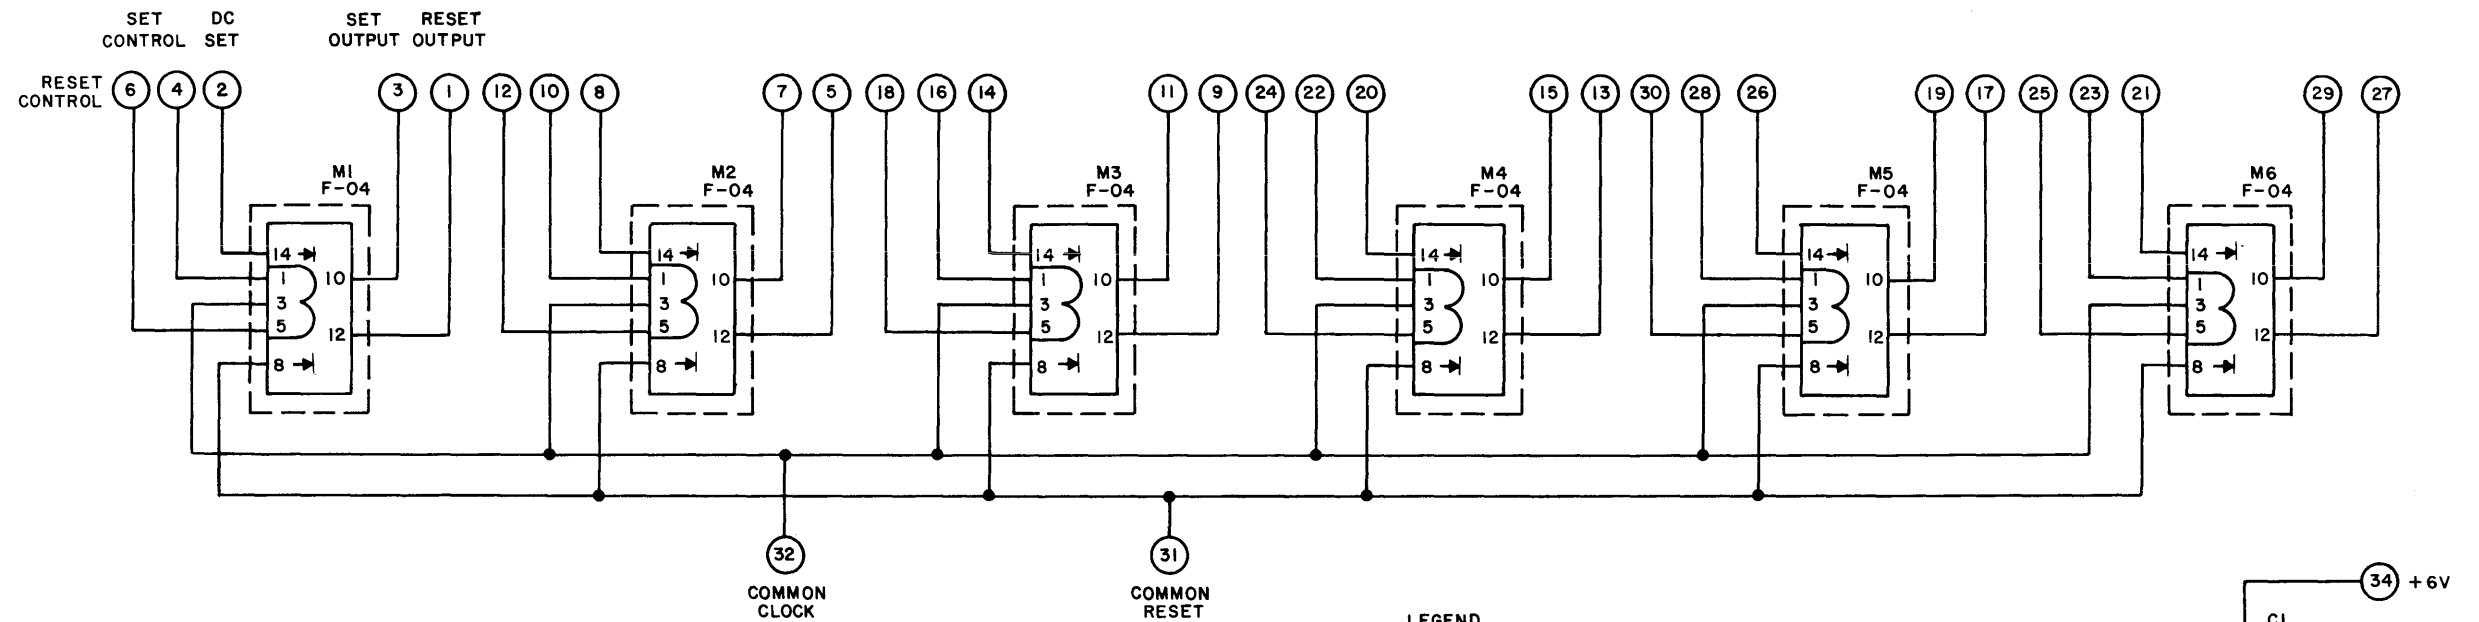 SET DC SET RESET
CONTROL SET OUTPUT OUTPUT
RESET
CONTROL
6 4 2 3 1 12 10 8 7 5 18 16 14 11 9 24 22 20 15 13 30 28 26 19 17 25 23 21 29 27
M1 M2 M3 M4 M5 M6
F-04 F-04 F-04 F-04 F-04 F-04
14 14 14 14 14 14
1 10 1 10 1 10 1 10 1 10 1 10
3 3 3 3 3 3
5 12 5 12 5 12 5 12 5 12 5 12
8 8 8 8 8 8
32 31
COMMON COMMON
CLOCK RESET
34 +6V
LEGEND C1